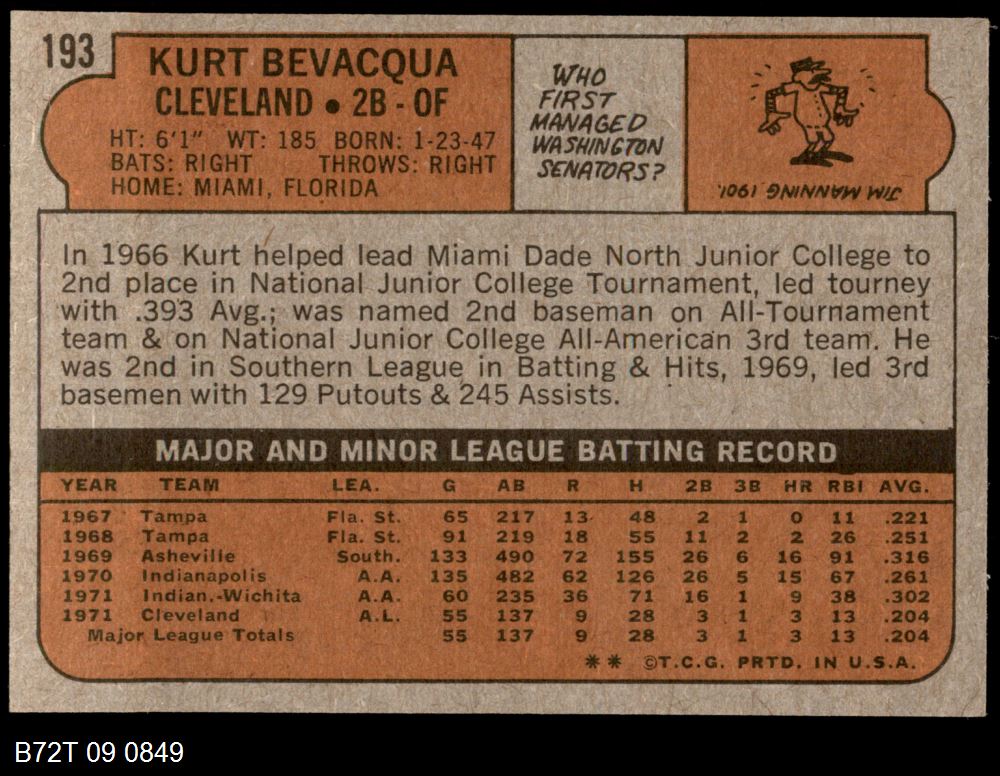 193
KURT BEVACQUA
CLEVELAND • 2B - OF
HT: 6'1" WT: 185 BORN: 1-23-47
BATS: RIGHT THROWS: RIGHT
HOME: MIAMI, FLORIDA
WHO
FIRST
MANAGED
WASHINGTON
SENATORS?
JIM MANNING 1901.
In 1966 Kurt helped lead Miami Dade North Junior College to
2nd place in National Junior College Tournament, led tourney
with .393 Avg.; was named 2nd baseman on All-Tournament
team & on National Junior College All-American 3rd team. He
was 2nd in Southern League in Batting & Hits, 1969, led 3rd
basemen with 129 Putouts & 245 Assists.
MAJOR AND MINOR LEAGUE BATTING RECORD
YEAR TEAM LEA. G AB R H 2B 3B HR RBI AVG.
1967 Tampa Fla. St. 65 217 13 48 2 1 0 11 .221
1968 Tampa Fla. St. 91 219 18 55 11 2 2 26 .251
1969 Asheville South. 133 490 72 155 26 6 16 91 .316
1970 Indianapolis A.A. 135 482 62 126 26 5 15 67 .261
1971 Indian.-Wichita A.A. 60 235 36 71 16 1 9 38 .302
1971 Cleveland A.L. 55 137 9 28 3 1 3 13 .204
Major League Totals 55 137 9 28 3 1 3 13 .204
** ©T.C.G. PRTD. IN U.S.A.
B72T 09 0849